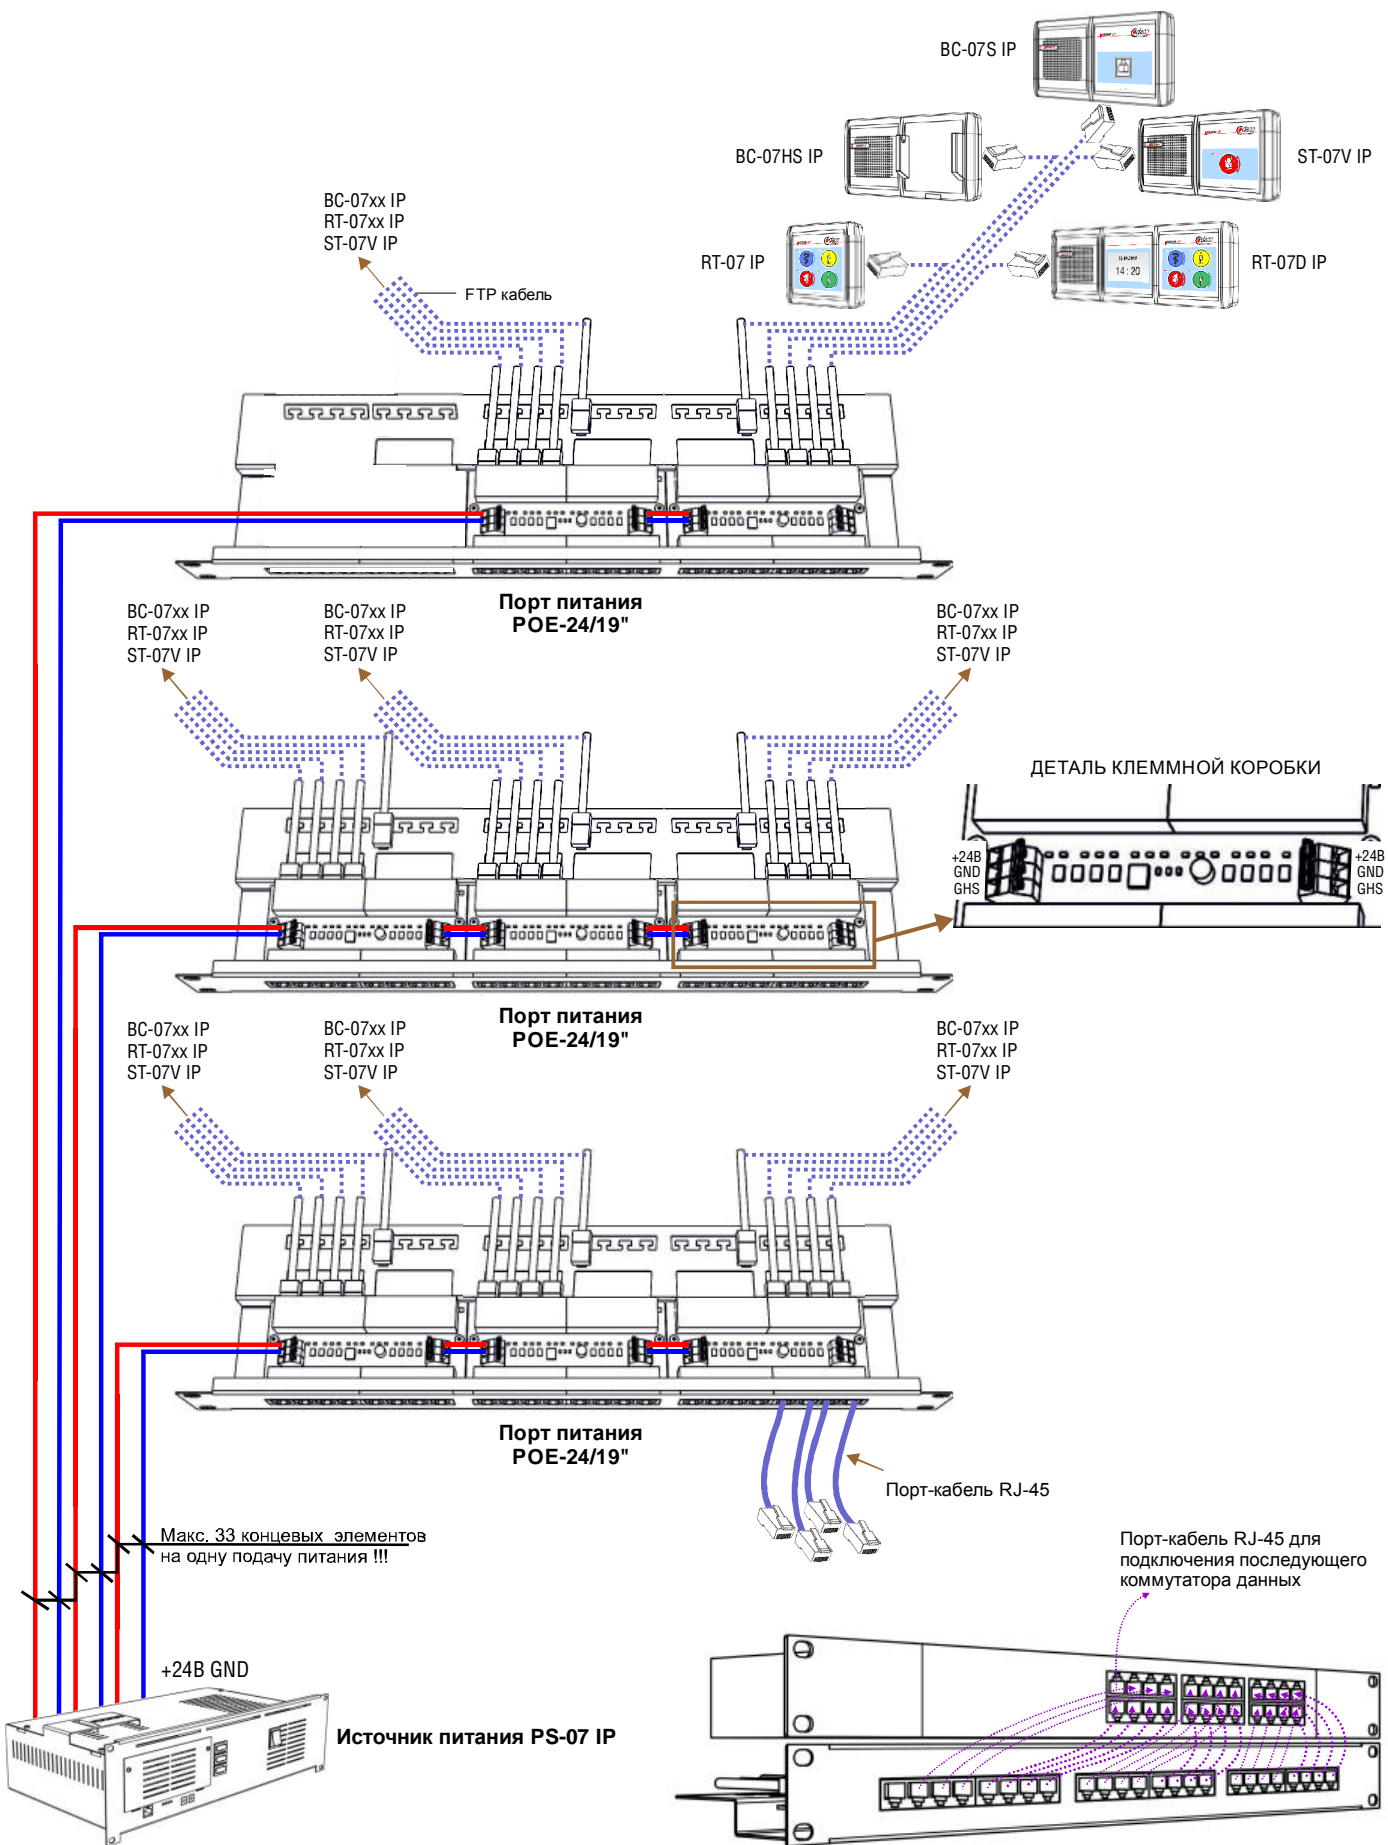 BC-07S IP
BC-07HS IP
ST-07V IP
RT-07 IP
RT-07D IP
14 : 20
BC-07xx IP
RT-07xx IP
ST-07V IP
FTP кабель
Порт питания
POE-24/19"
BC-07xx IP
RT-07xx IP
ST-07V IP
BC-07xx IP
RT-07xx IP
ST-07V IP
BC-07xx IP
RT-07xx IP
ST-07V IP
ДЕТАЛЬ КЛЕММНОЙ КОРОБКИ
+24В
GND
GHS
+24В
GND
GHS
Порт питания
POE-24/19"
BC-07xx IP
RT-07xx IP
ST-07V IP
BC-07xx IP
RT-07xx IP
ST-07V IP
BC-07xx IP
RT-07xx IP
ST-07V IP
Порт питания
POE-24/19"
Порт-кабель RJ-45
Макс. 33 концевых элементов
на одну подачу питания !!!
Порт-кабель RJ-45 для
подключения последующего
коммутатора данных
+24В GND
Источник питания PS-07 IP